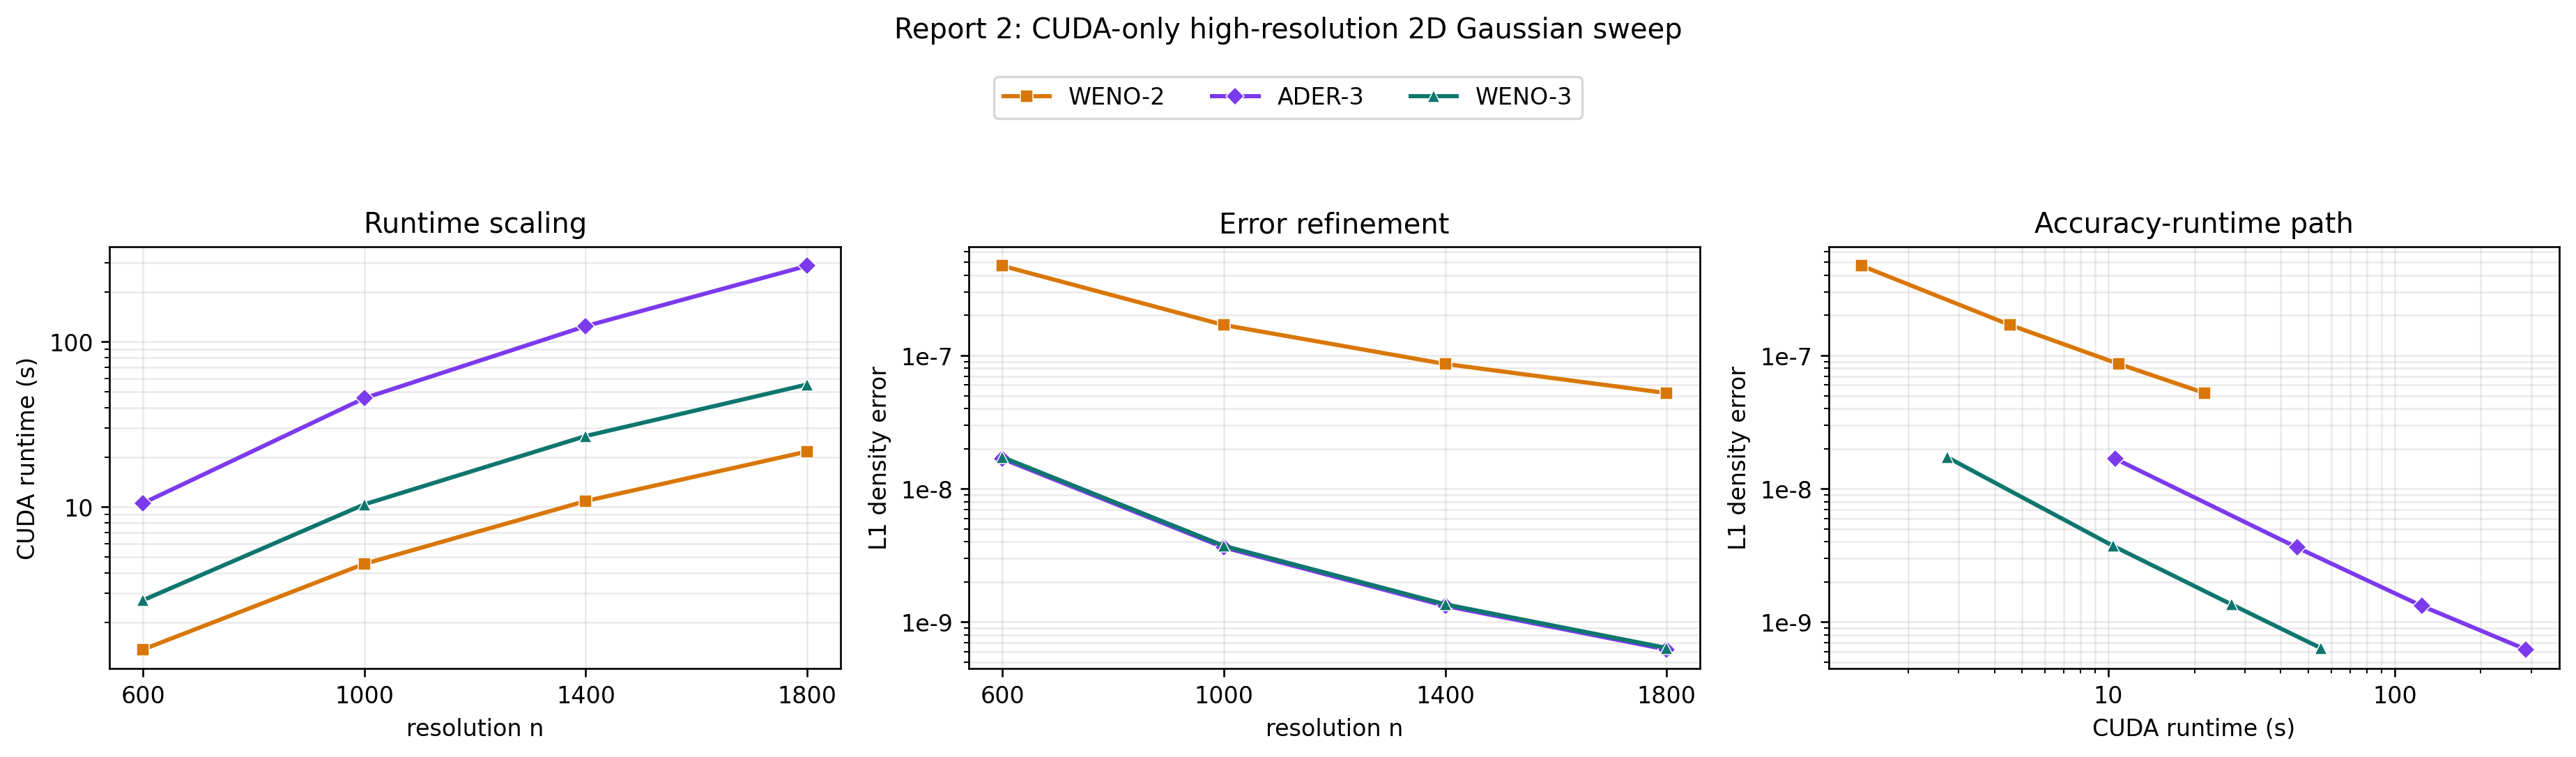 Report 2: CUDA-only high-resolution 2D Gaussian sweep
WENO-2 ADER-3 WENO-3
Runtime scaling
CUDA runtime (s)
100
10
600 1000 1400 1800
resolution n
Error refinement
L1 density error
1e-7
1e-8
1e-9
600 1000 1400 1800
resolution n
Accuracy-runtime path
L1 density error
1e-7
1e-8
1e-9
10 100
CUDA runtime (s)